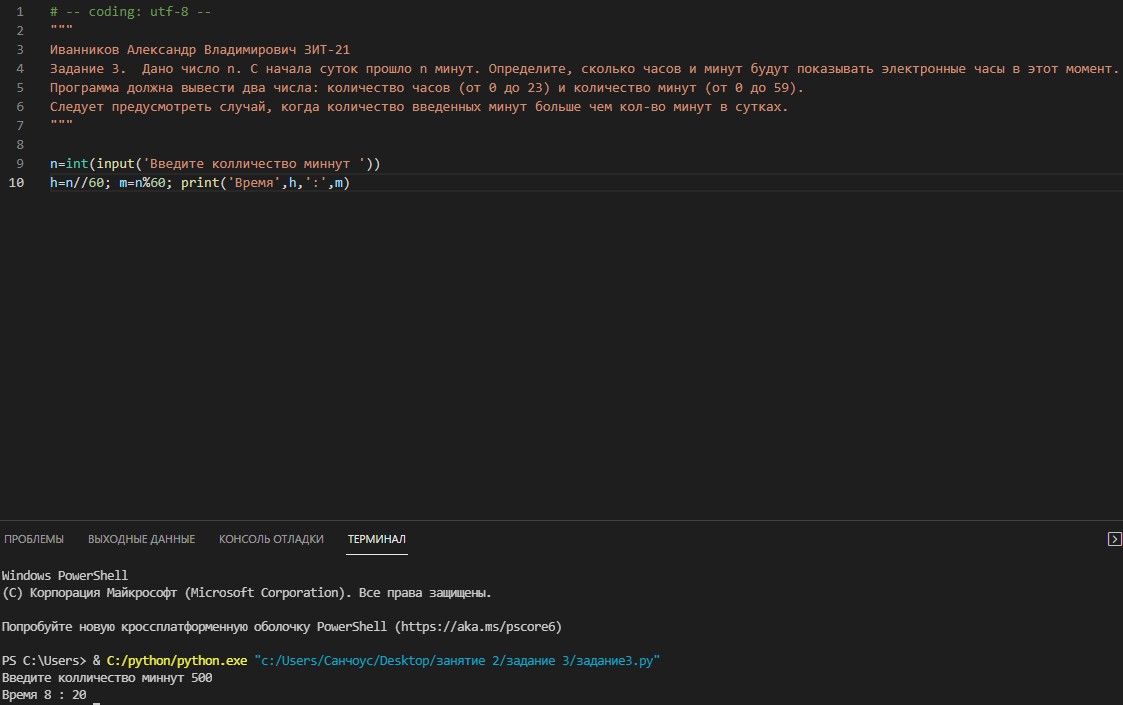 1 # -- coding: utf-8 --
2 """
3 Иванников Александр Владимирович ЗИТ-21
4 Задание 3.  Дано число n. С начала суток прошло n минут. Определите, сколько часов и минут будут показывать электронные часы в этот момент.
5 Программа должна вывести два числа: количество часов (от 0 до 23) и количество минут (от 0 до 59).
6 Следует предусмотреть случай, когда количество введенных минут больше чем кол-во минут в сутках.
7 """
8
9 n=int(input('Введите колличество миннут '))
10 h=n//60; m=n%60; print('Время',h,':',m)
ПРОБЛЕМЫ ВЫХОДНЫЕ ДАННЫЕ КОНСОЛЬ ОТЛАДКИ ТЕРМИНАЛ
Windows PowerShell
(C) Корпорация Майкрософт (Microsoft Corporation). Все права защищены.
Попробуйте новую кроссплатформенную оболочку PowerShell (https://aka.ms/pscore6)
PS C:\Users> & C:/python/python.exe "c:/Users/Санчоус/Desktop/занятие 2/задание 3/задание3.py"
Введите колличество миннут 500
Время 8 : 20